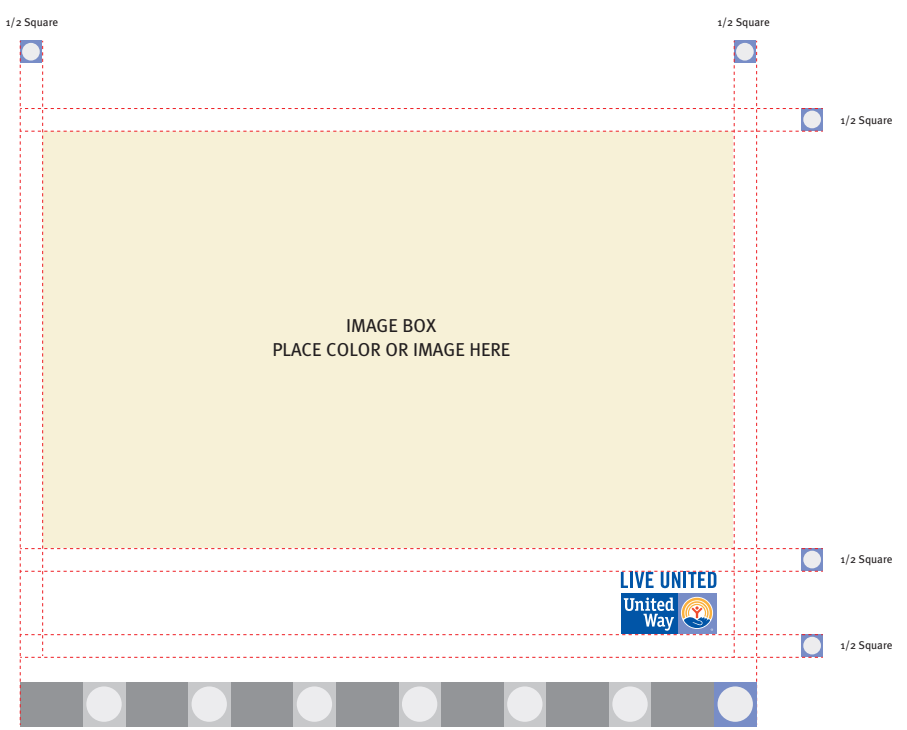 1/2 Square
1/2 Square
1/2 Square
IMAGE BOX
PLACE COLOR OR IMAGE HERE
1/2 Square
LIVE UNITED
United
Way
1/2 Square